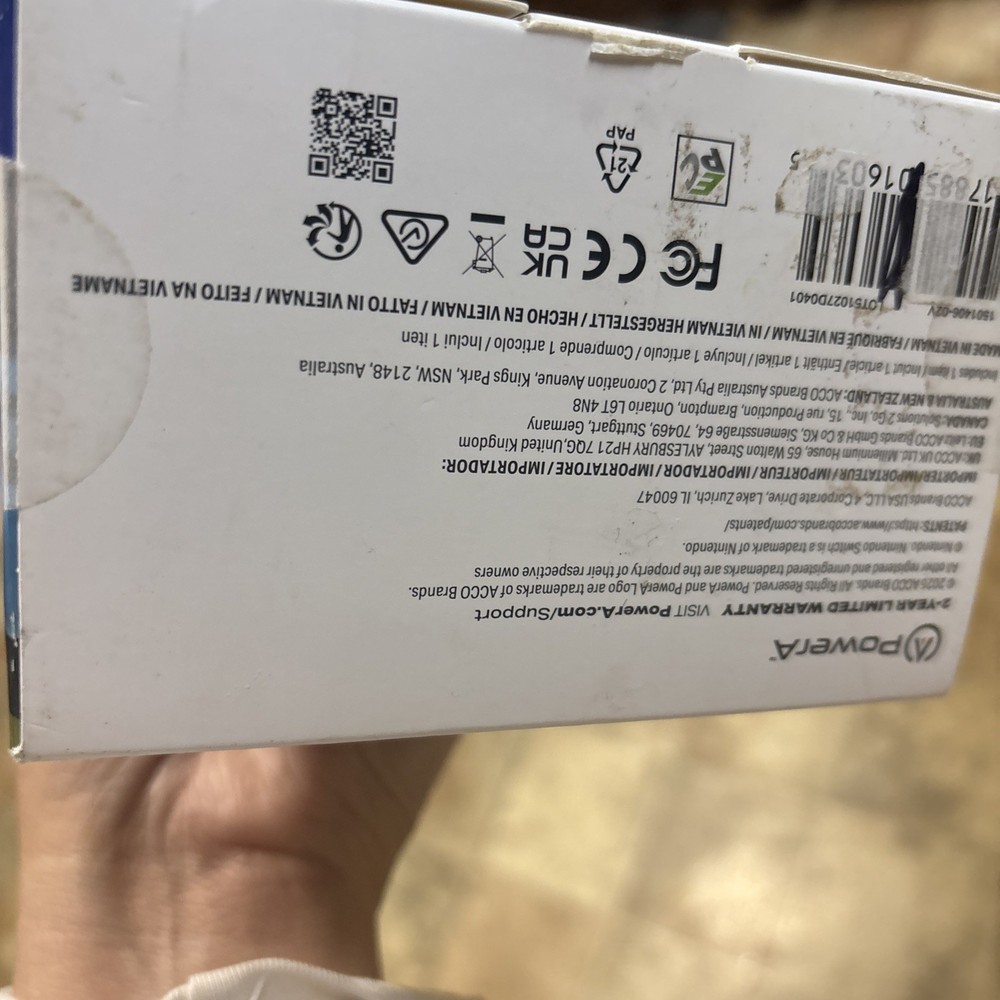 PowerA
2-YEAR LIMITED WARRANTY VISIT PowerA.com/Support
© 2025 ACCO Brands. All Rights Reserved. PowerA and PowerA Logo are trademarks of ACCO Brands.
All other registered and unregistered trademarks are the property of their respective owners
© Nintendo. Nintendo Switch is a trademark of Nintendo.
PATENTS: https://www.accobrands.com/patents/
ACCO Brands USA LLC, 4 Corporate Drive, Lake Zurich, IL 60047
IMPORTER/IMPORTATEUR/IMPORTEUR/IMPORTADOR/IMPORTATORE/IMPORTADOR:
UK: ACCO UK Ltd, Millennium House, 65 Walton Street, AYLESBURY HP21 7QG, United Kingdom
EU: Leitz ACCO Brands GmbH & Co KG, Siemensstraße 64, 70469, Stuttgart, Germany
CANADA: Solutions 2 Go, Inc., 15, rue Production, Brampton, Ontario L6T 4N8
AUSTRALIA & NEW ZEALAND: ACCO Brands Australia Pty Ltd, 2 Coronation Avenue, Kings Park, NSW, 2148, Australia
Includes 1 item / Inclut 1 article / Enthält 1 artikel / Incluye 1 artículo / Comprende 1 articolo / Inclui 1 iten
MADE IN VIETNAM / FABRIQUÉ EN VIETNAM / IN VIETNAM HERGESTELLT / HECHO EN VIETNAM / FATTO IN VIETNAM / FEITO NA VIETNAME
1501406-02V LOT51027D0401
FC CE UK CA
5
EPC
21
PAP